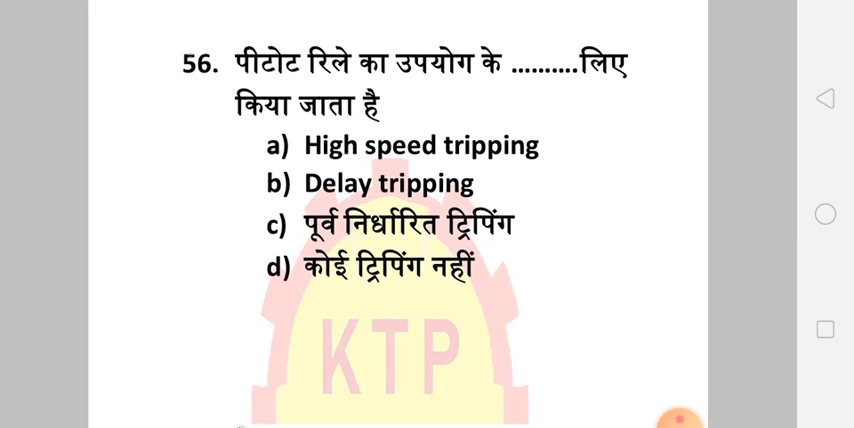 56. पीटोट रिले का उपयोग के ..........लिए
किया जाता है
a) High speed tripping
b) Delay tripping
c) पूर्व निर्धारित ट्रिपिंग
d) कोई ट्रिपिंग नहीं
KTP